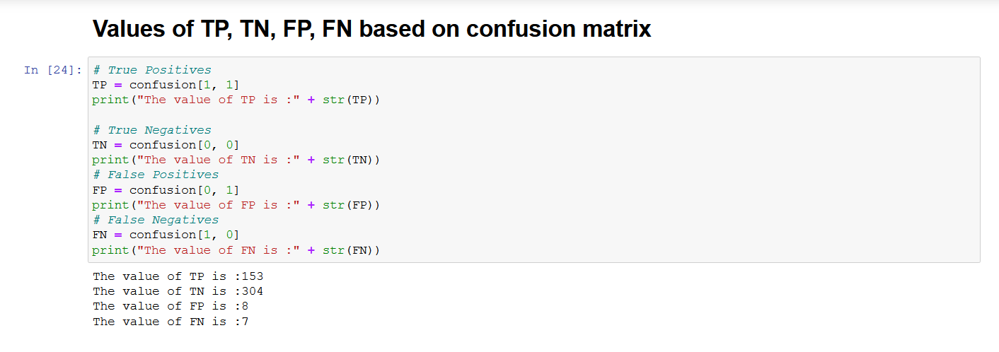 Values of TP, TN, FP, FN based on confusion matrix
In [24]: # True Positives
TP = confusion[1, 1]
print("The value of TP is :" + str(TP))
# True Negatives
TN = confusion[0, 0]
print("The value of TN is :" + str(TN))
# False Positives
FP = confusion[0, 1]
print("The value of FP is :" + str(FP))
# False Negatives
FN = confusion[1, 0]
print("The value of FN is :" + str(FN))
The value of TP is :153
The value of TN is :304
The value of FP is :8
The value of FN is :7